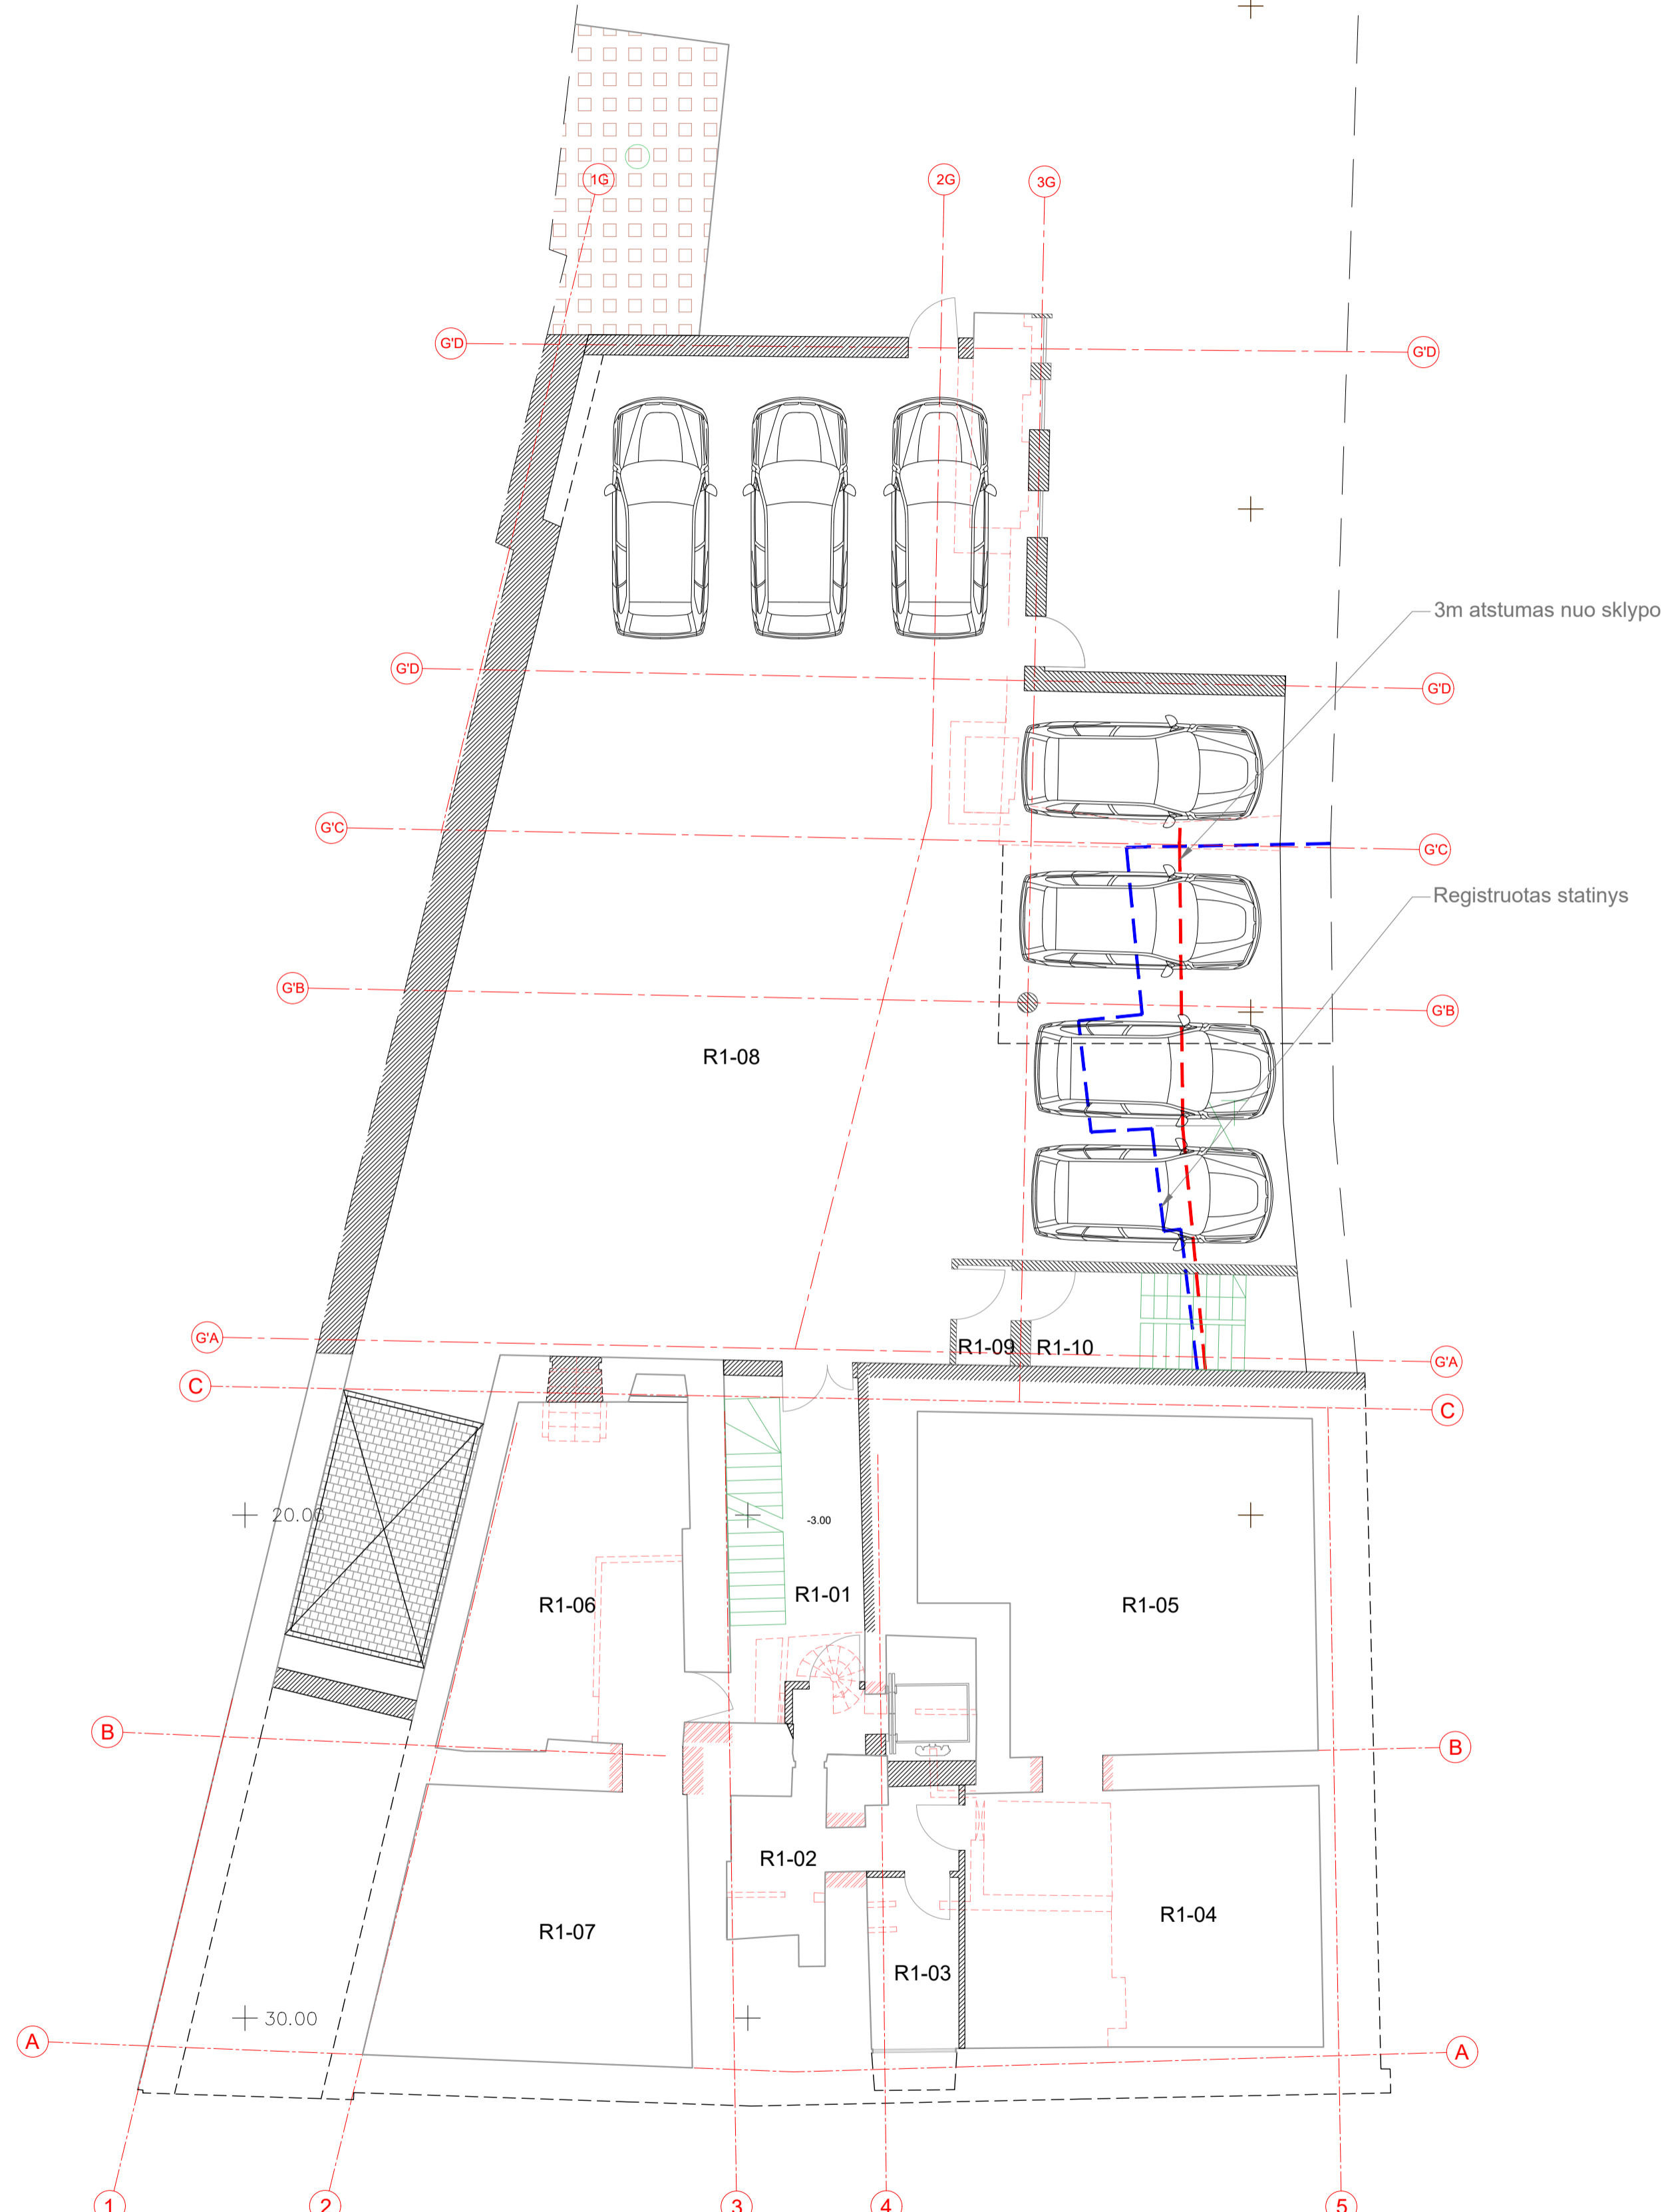 1G
2G
3G
G'D
G'D
3m atstumas nuo sklypo
G'D
G'D
G'C
G'C
Registruotas statinys
G'B
G'B
R1-08
G'A
R1-09
R1-10
G'A
C
C
20.00
-3.00
R1-06
R1-01
R1-05
B
B
R1-02
R1-07
R1-04
R1-03
30.00
A
A
1
2
3
4
5